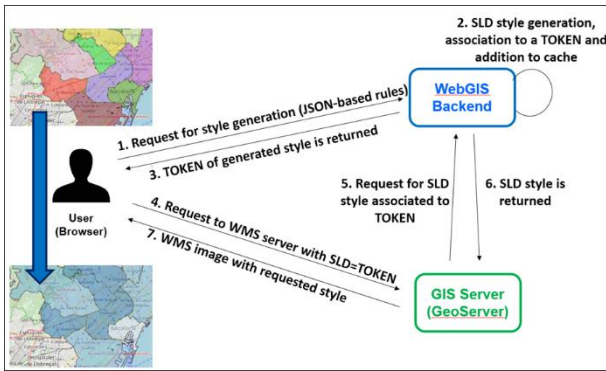 2. SLD style generation,
association to a TOKEN and
addition to cache
WebGIS
Backend
1. Request for style generation (JSON-based rules)
3. TOKEN of generated style is returned
5. Request for SLD
style associated to
TOKEN
6. SLD style is
returned
User
(Browser)
4. Request to WMS server with SLD=TOKEN
7. WMS image with requested style
GIS Server
(GeoServer)
Barcelona